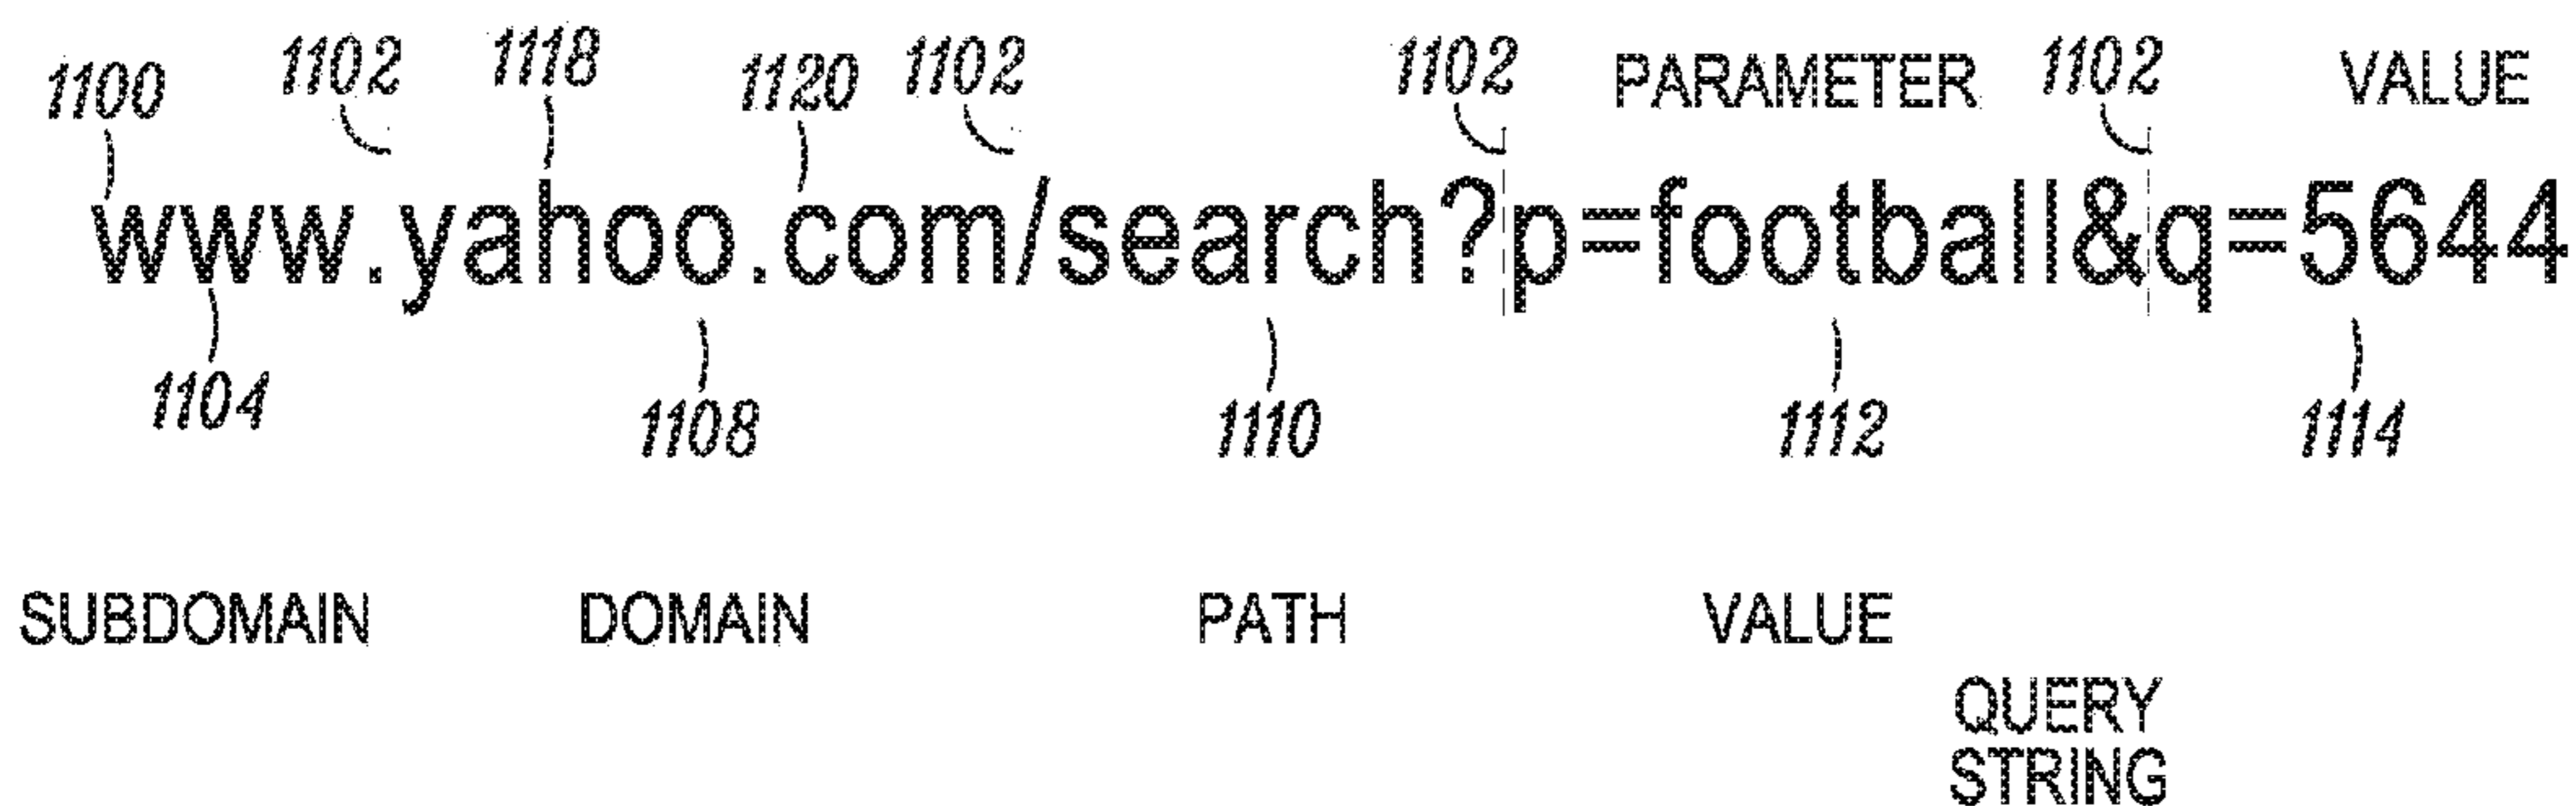 1100 1102 1118 1120 1102 1102 PARAMETER 1102 VALUE
www.yahoo.com/search?p=football&q=5644
1104 1108 1110 1112 1114
SUBDOMAIN DOMAIN PATH VALUE
QUERY
STRING